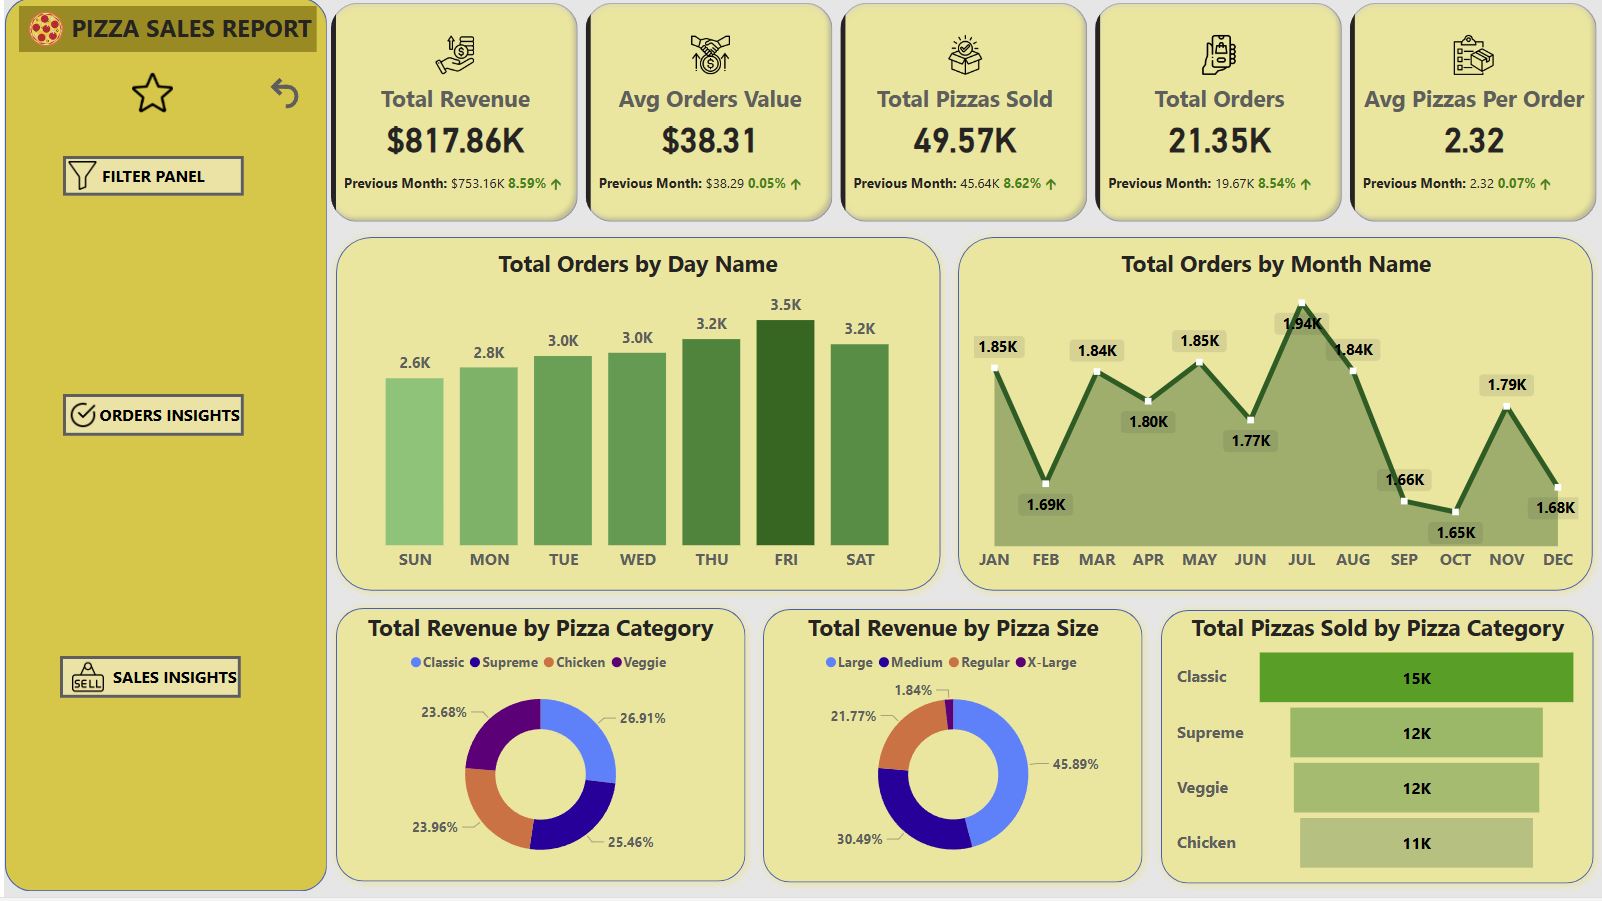 PIZZA SALES REPORT
FILTER PANEL
ORDERS INSIGHTS
SELL
SALES INSIGHTS
Total Revenue
$817.86K
Previous Month: $753.16K 8.59% ↑
Avg Orders Value
$38.31
Previous Month: $38.29 0.05% ↑
Total Pizzas Sold
49.57K
Previous Month: 45.64K 8.62% ↑
Total Orders
21.35K
Previous Month: 19.67K 8.54% ↑
Avg Pizzas Per Order
2.32
Previous Month: 2.32 0.07% ↑
Total Orders by Day Name
2.6K
2.8K
3.0K
3.0K
3.2K
3.5K
3.2K
SUN MON TUE WED THU FRI SAT
Total Orders by Month Name
1.85K
1.69K
1.84K
1.80K
1.85K
1.77K
1.94K
1.84K
1.66K
1.65K
1.79K
1.68K
JAN FEB MAR APR MAY JUN JUL AUG SEP OCT NOV DEC
Total Revenue by Pizza Category
Classic Supreme Chicken Veggie
23.68%
26.91%
23.96%
25.46%
Total Revenue by Pizza Size
Large Medium Regular X-Large
1.84%
21.77%
45.89%
30.49%
Total Pizzas Sold by Pizza Category
Classic 15K
Supreme 12K
Veggie 12K
Chicken 11K